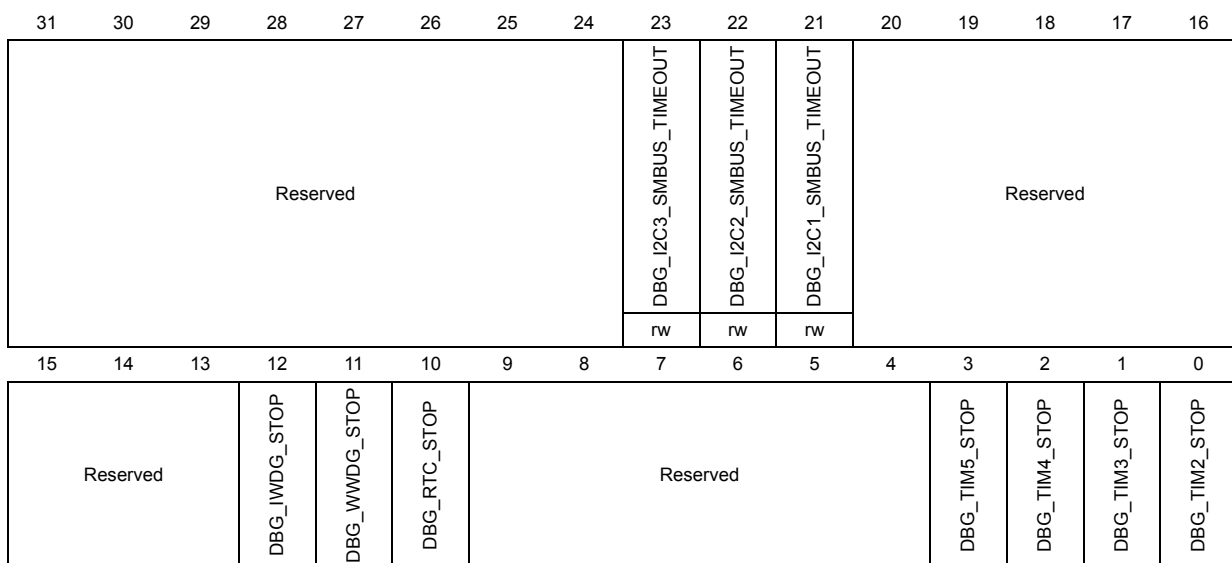 31 30 29 28 27 26 25 24 23 22 21 20 19 18 17 16
Reserved
DBG_I2C3_SMBUS_TIMEOUT
DBG_I2C2_SMBUS_TIMEOUT
DBG_I2C1_SMBUS_TIMEOUT
Reserved
rw rw rw
15 14 13 12 11 10 9 8 7 6 5 4 3 2 1 0
Reserved
DBG_IWDG_STOP
DBG_WWDG_STOP
DBG_RTC_STOP
Reserved
DBG_TIM5_STOP
DBG_TIM4_STOP
DBG_TIM3_STOP
DBG_TIM2_STOP